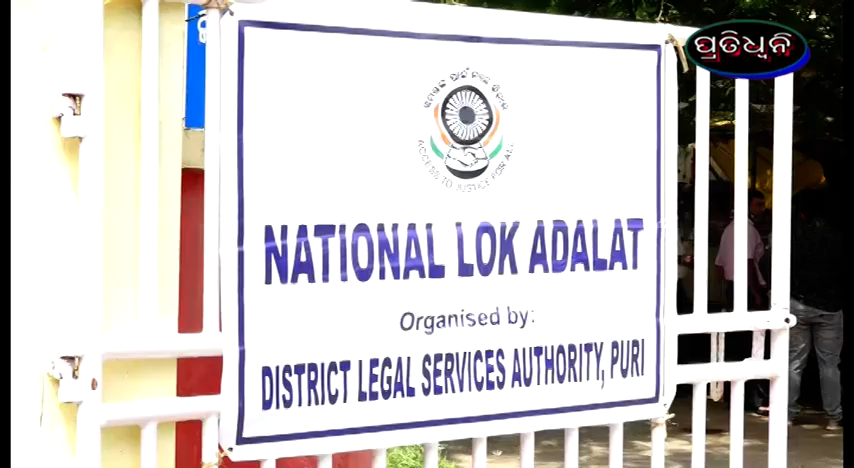 ପ୍ରତିଧ୍ୱନି
ACCESS TO JUSTICE FOR ALL
NATIONAL LOK ADALAT
Organised by:
DISTRICT LEGAL SERVICES AUTHORITY, PURI